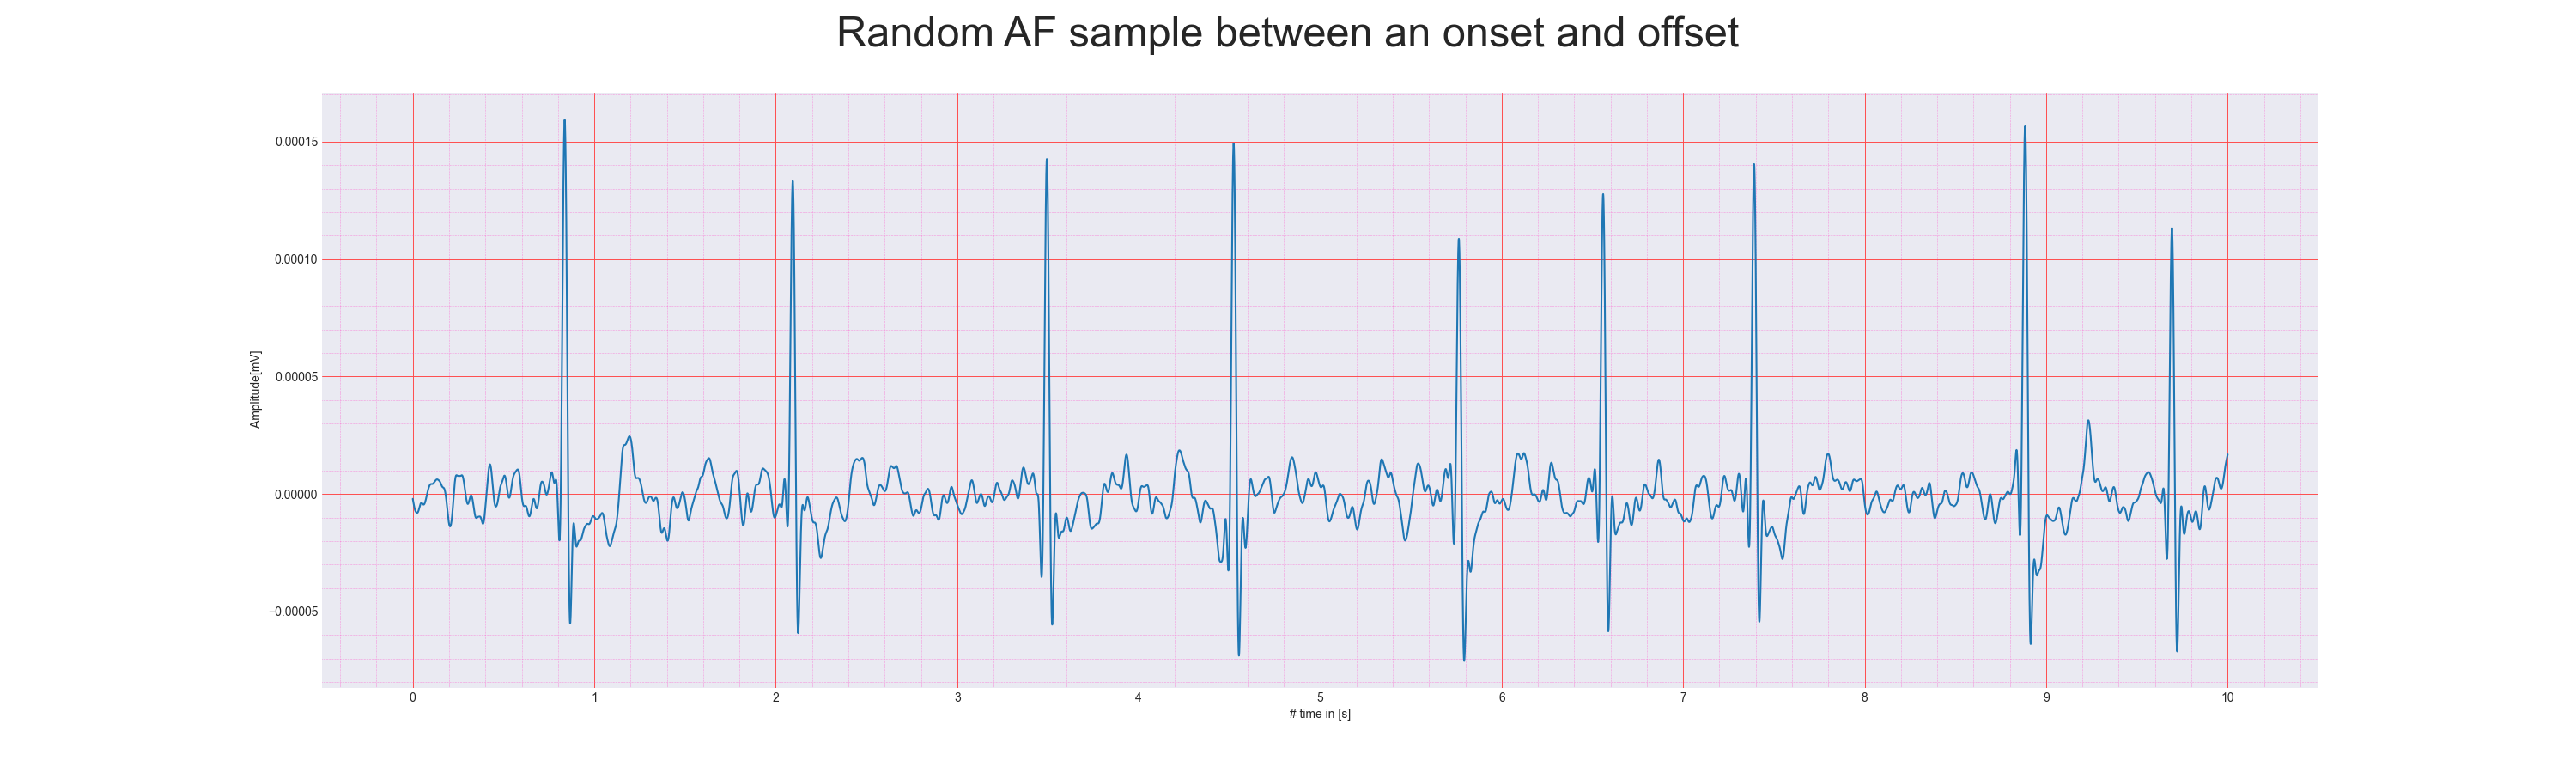 Random AF sample between an onset and offset
0.00015
0.00010
0.00005
0.00000
−0.00005
Amplitude[mV]
0 1 2 3 4 5 6 7 8 9 10
# time in [s]